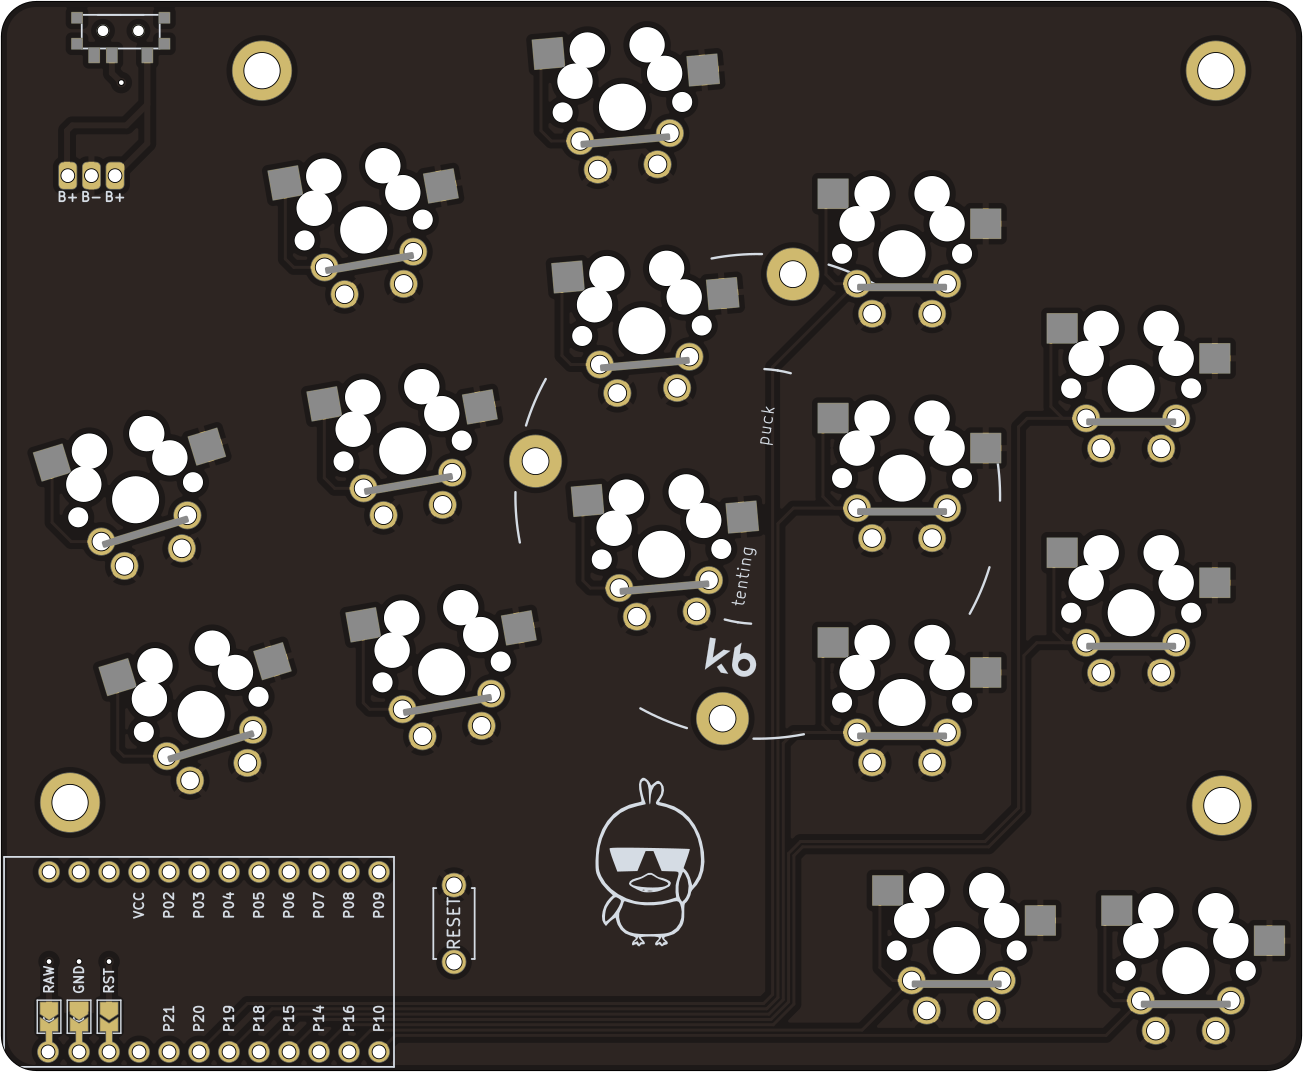 B+ B- B+
Puck
tenting
k6
VCC P02 P03 P04 P05 P06 P07 P08 P09
RESET
RAW GND RST
P21 P20 P19 P18 P15 P14 P16 P10